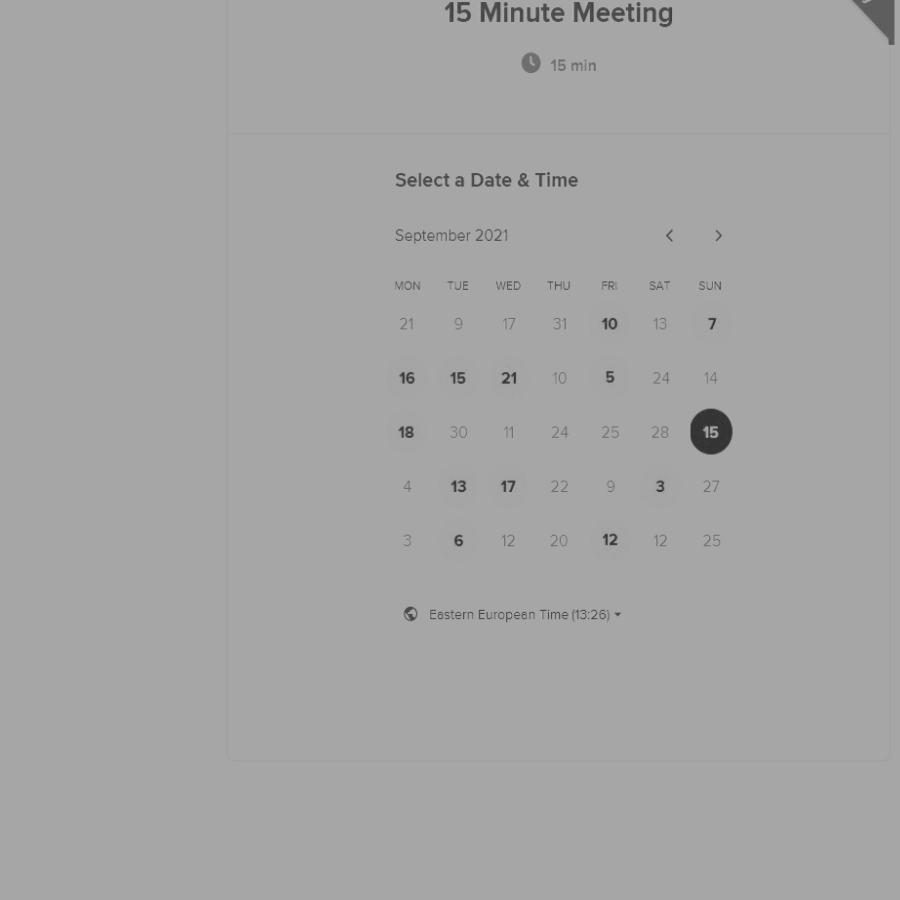 15 Minute Meeting
15 min
Select a Date & Time
September 2021
MON TUE WED THU FRI SAT SUN
21 9 17 31 10 13 7
16 15 21 10 5 24 14
18 30 11 24 25 28 15
4 13 17 22 9 3 27
3 6 12 20 12 12 25
Eastern European Time (13:26)